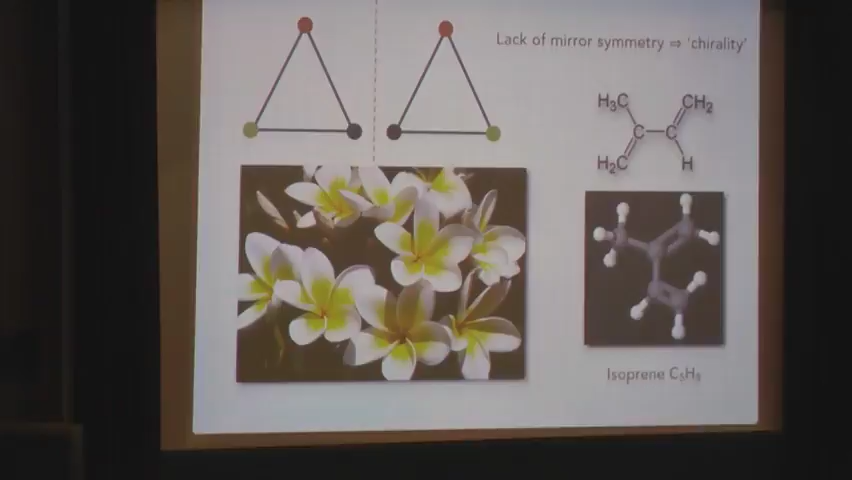 Lack of mirror symmetry ⇒ 'chirality'
H₃C
CH₂
C
C
H₂C
H
Isoprene C₅H₈